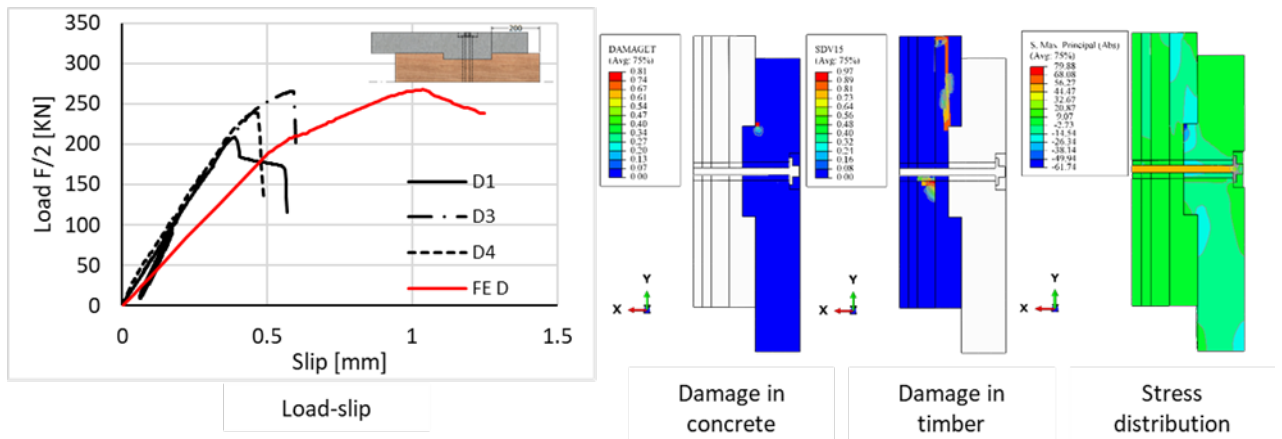 350
300
250
200
150
100
50
0
0
0.5
1
1.5
Load F/2 [KN]
Slip [mm]
200
D1
D3
D4
FE D
Load-slip
DAMAGET
(Avg: 75%)
0.81
0.74
0.67
0.61
0.54
0.47
0.40
0.34
0.27
0.20
0.13
0.07
0.00
Y
X
Damage in
concrete
SDV15
(Avg: 75%)
0.97
0.89
0.81
0.73
0.64
0.56
0.48
0.40
0.32
0.24
0.16
0.08
0.00
Y
X
Damage in
timber
S, Max. Principal (Abs)
(Avg: 75%)
79.88
68.08
56.27
44.47
32.67
20.87
9.07
-2.73
-14.54
-26.34
-38.14
-49.94
-61.74
Y
X
Stress
distribution